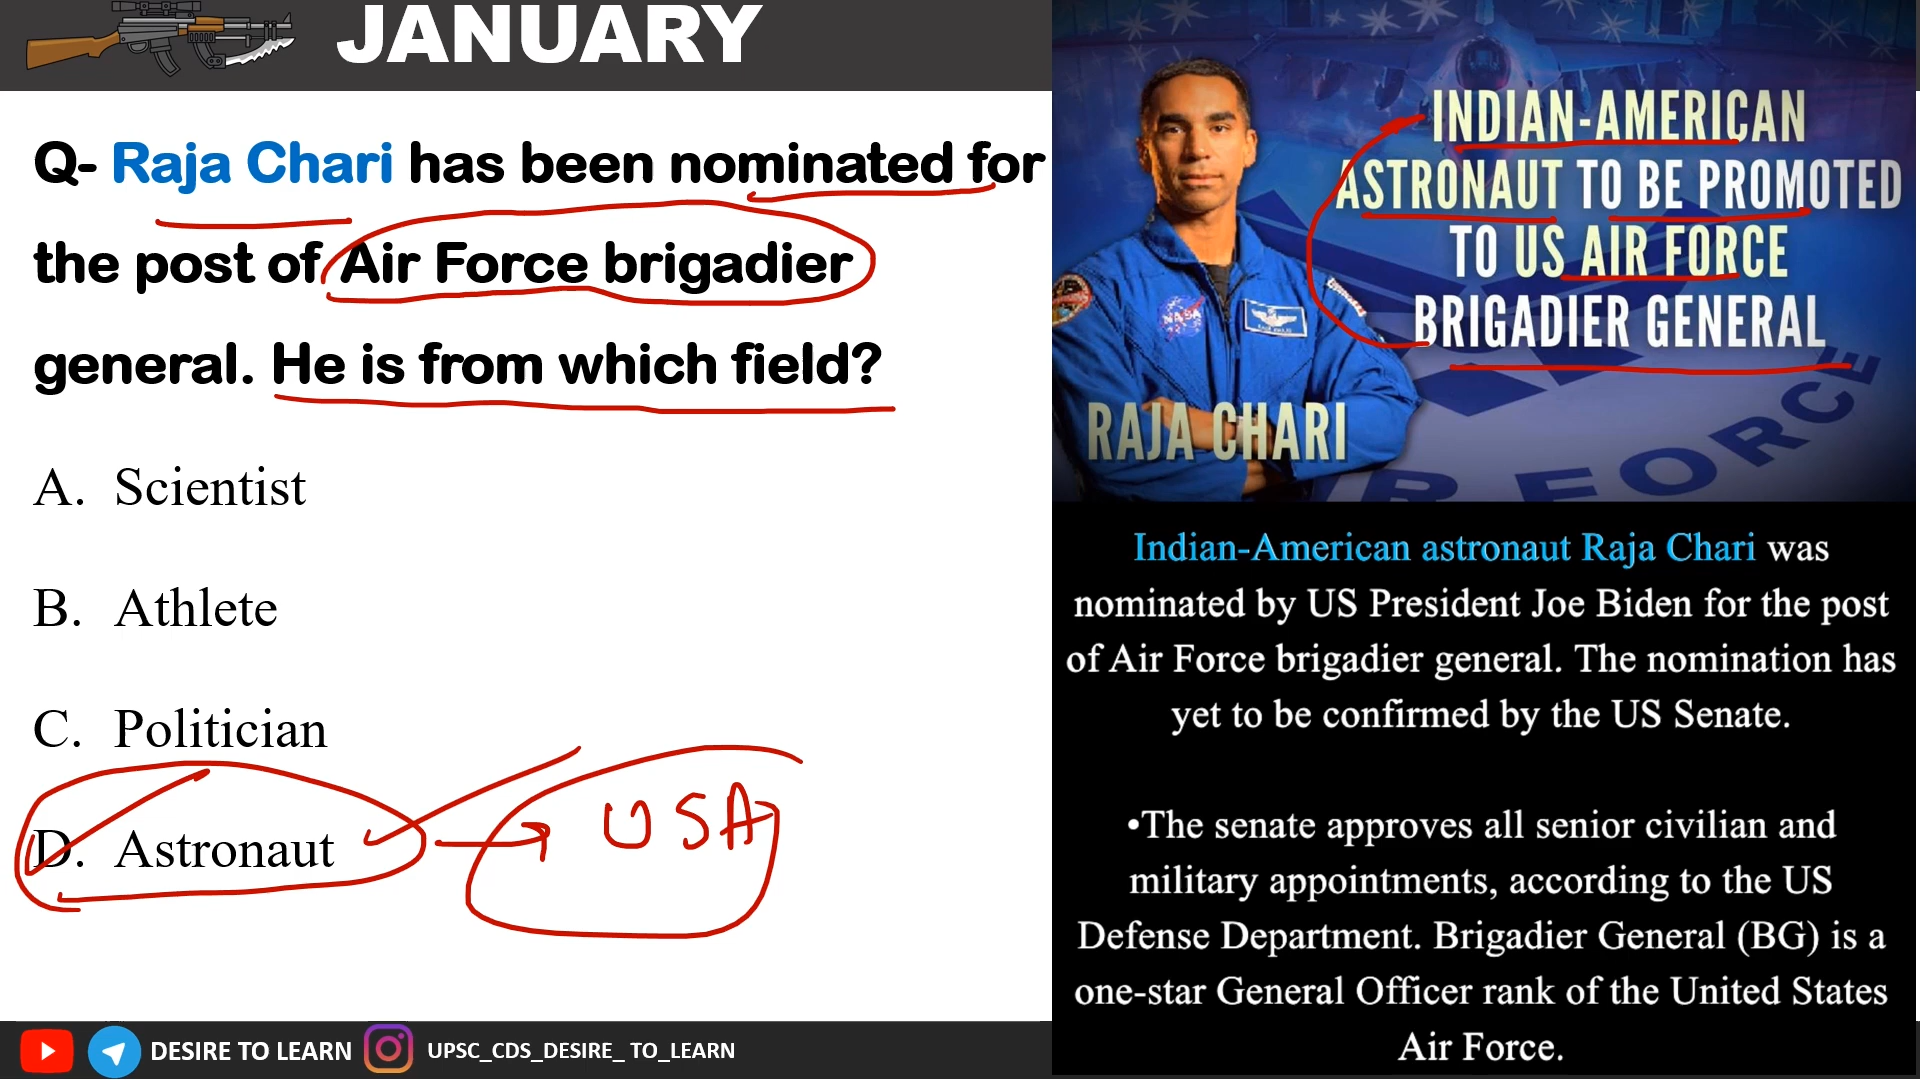 JANUARY
Q- Raja Chari has been nominated for
the post of Air Force brigadier
general. He is from which field?
A. Scientist
B. Athlete
C. Politician
D. Astronaut
USA
INDIAN-AMERICAN
ASTRONAUT TO BE PROMOTED
TO US AIR FORCE
BRIGADIER GENERAL
NASA
RAJA CHARI
Indian-American astronaut Raja Chari was
nominated by US President Joe Biden for the post
of Air Force brigadier general. The nomination has
yet to be confirmed by the US Senate.
•The senate approves all senior civilian and
military appointments, according to the US
Defense Department. Brigadier General (BG) is a
one-star General Officer rank of the United States
Air Force.
DESIRE TO LEARN
UPSC_CDS_DESIRE_ TO_LEARN